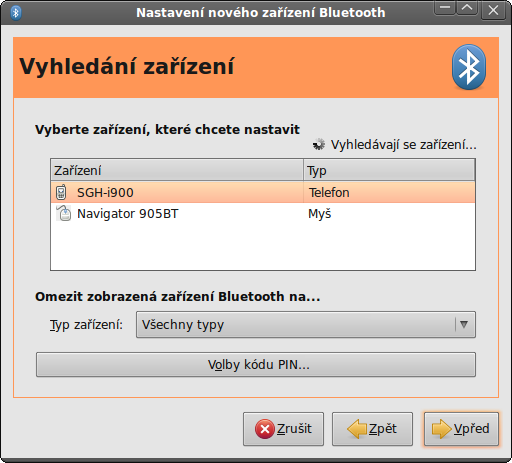 Nastavení nového zařízení Bluetooth
Vyhledání zařízení
Vyberte zařízení, které chcete nastavit
Vyhledávají se zařízení...
Zařízení Typ
SGH-i900 Telefon
Navigator 905BT Myš
Omezit zobrazená zařízení Bluetooth na...
Typ zařízení: Všechny typy
Volby kódu PIN...
Zrušit Zpět Vpřed